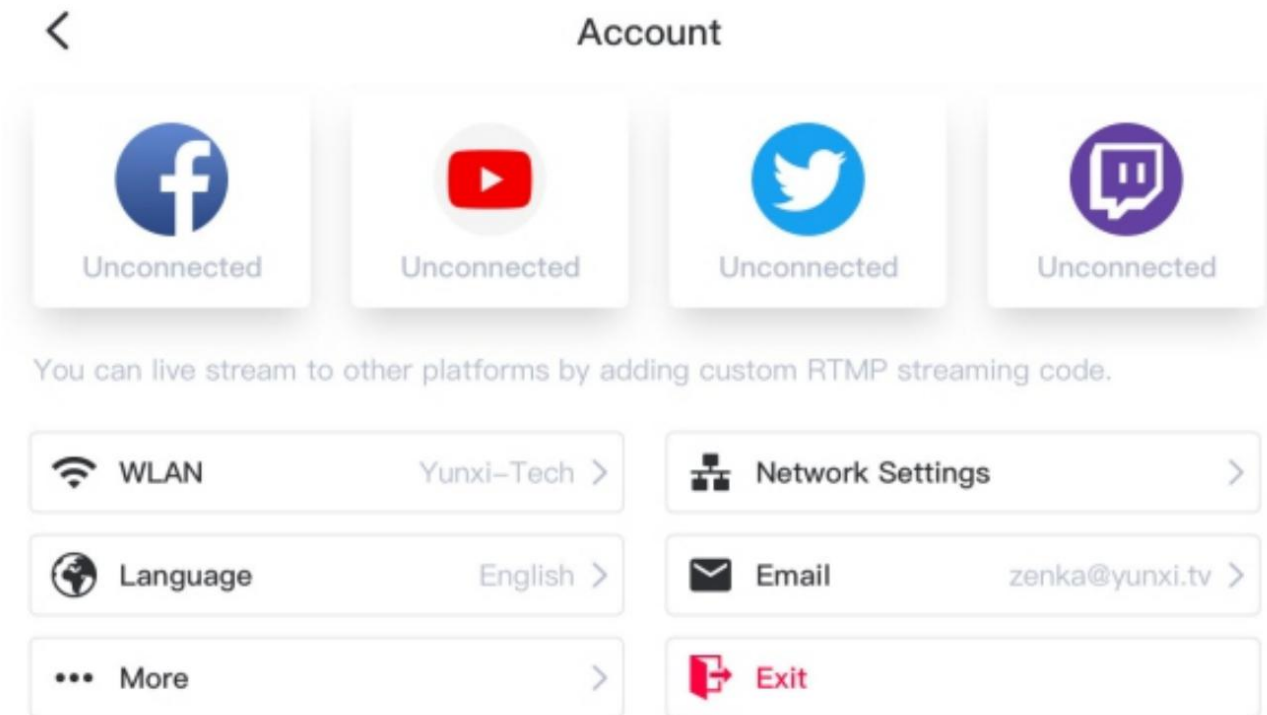 Account
Unconnected Unconnected Unconnected Unconnected
You can live stream to other platforms by adding custom RTMP streaming code.
WLAN Yunxi-Tech Network Settings
Language English Email zenka@yunxi.tv
More Exit